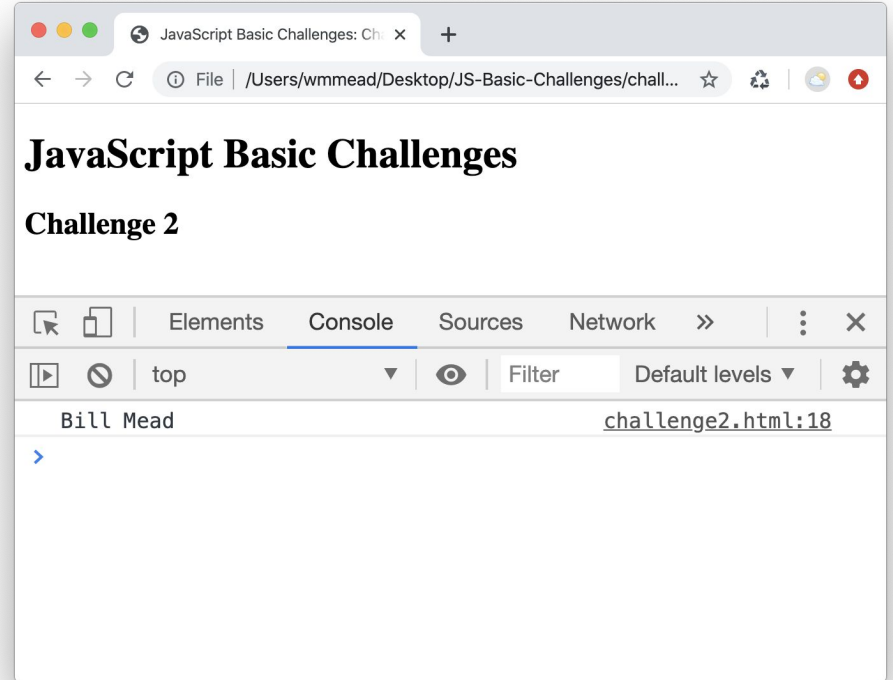 JavaScript Basic Challenges: Ch
File /Users/wmmead/Desktop/JS-Basic-Challenges/chall...
JavaScript Basic Challenges
Challenge 2
Elements Console Sources Network
top Filter Default levels
Bill Mead challenge2.html:18